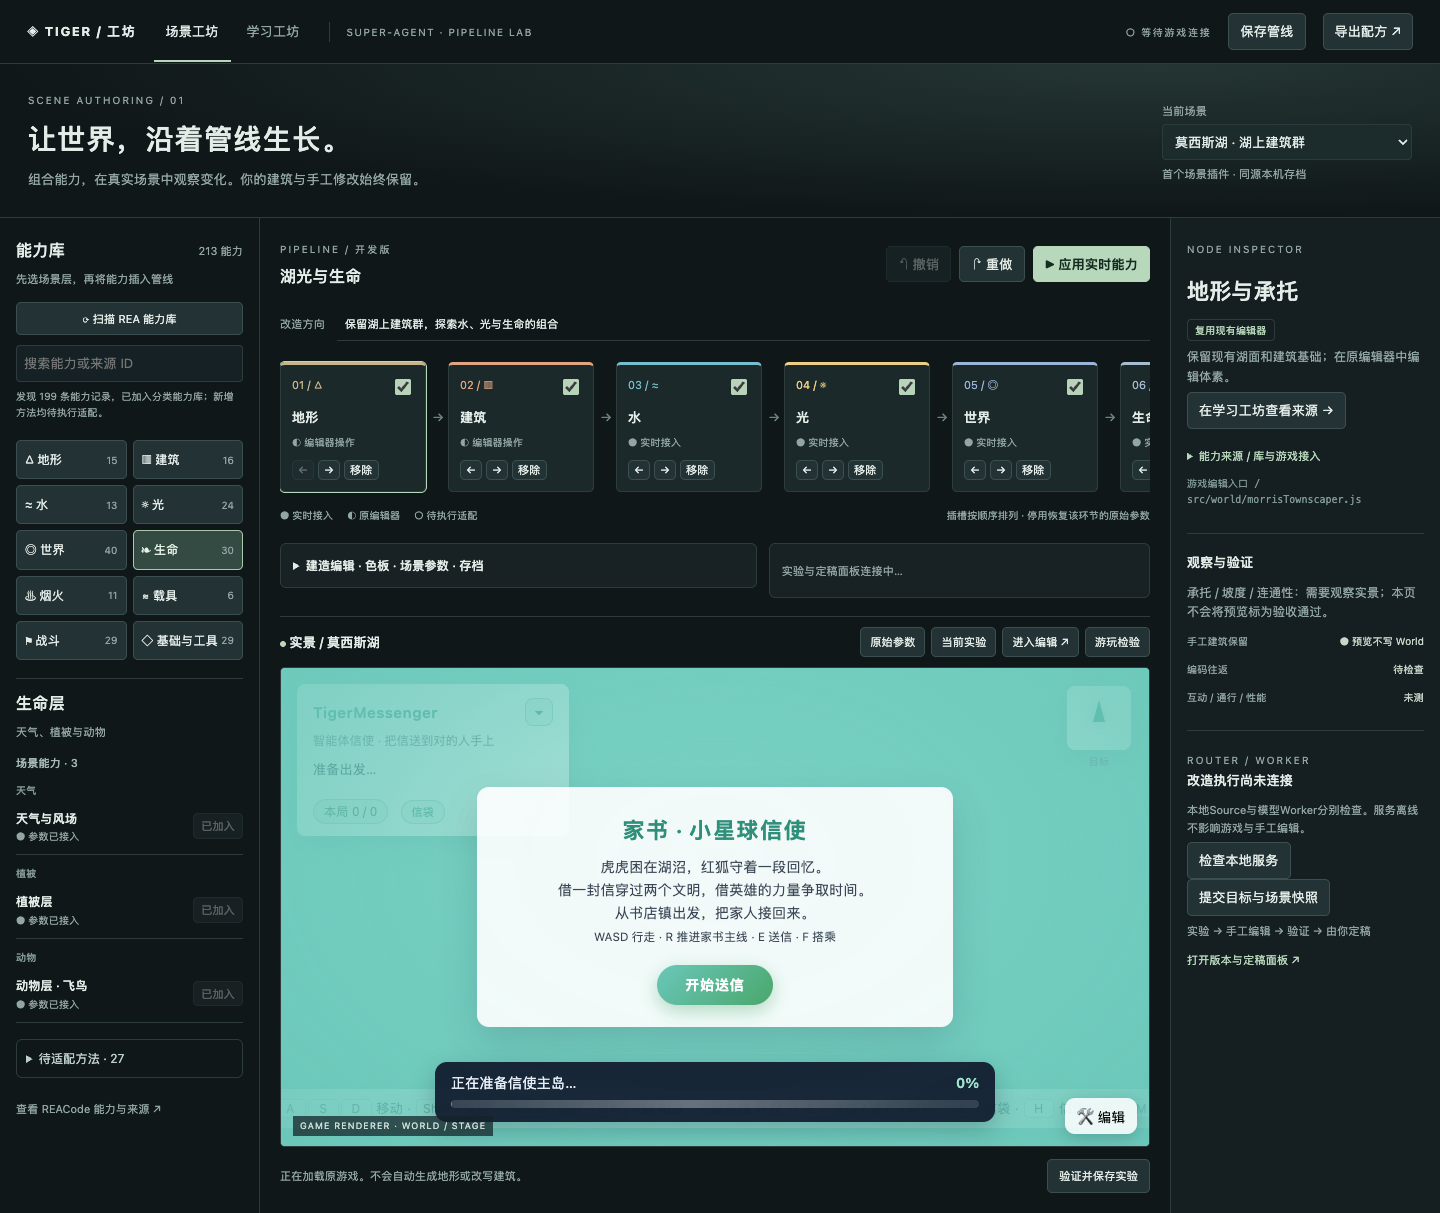 ◈ TIGER / 工坊
场景工坊
学习工坊
SUPER-AGENT · PIPELINE LAB
○ 等待游戏连接
保存管线
导出配方 ↗
SCENE AUTHORING / 01
让世界，沿着管线生长。
组合能力，在真实场景中观察变化。你的建筑与手工修改始终保留。
当前场景
莫西斯湖 · 湖上建筑群
首个场景插件 · 同源本机存档
能力库
213 能力
先选场景层，再将能力插入管线
⟳ 扫描 REA 能力库
搜索能力或来源 ID
发现 199 条能力记录，已加入分类能力库；新增
方法均待执行适配。
△ 地形 15
▥ 建筑 16
≈ 水 13
☼ 光 24
◎ 世界 40
❧ 生命 30
♨ 烟火 11
≋ 载具 6
⚑ 战斗 29
◇ 基础与工具 29
生命层
天气、植被与动物
场景能力 · 3
天气
天气与风场
● 参数已接入
已加入
植被
植被层
● 参数已接入
已加入
动物
动物层 · 飞鸟
● 参数已接入
已加入
▶ 待适配方法 · 27
查看 REACode 能力与来源 ↗
PIPELINE / 开发版
湖光与生命
↶ 撤销
↷ 重做
▶ 应用实时能力
改造方向
保留湖上建筑群，探索水、光与生命的组合
01 / △
地形
◐ 编辑器操作
← → 移除
→
02 / ▥
建筑
◐ 编辑器操作
← → 移除
→
03 / ≈
水
● 实时接入
← → 移除
→
04 / ☼
光
● 实时接入
← → 移除
→
05 / ◎
世界
● 实时接入
← → 移除
→
06 /
生
←
● 实时接入 ◐ 原编辑器 ○ 待执行适配
插槽按顺序排列 · 停用恢复该环节的原始参数
▶ 建造编辑 · 色板 · 场景参数 · 存档
实验与定稿面板连接中…
● 实景 / 莫西斯湖
原始参数
当前实验
进入编辑 ↗
游玩检验
TigerMessenger
智能体信使 · 把信送到对的人手上
准备出发…
本局 0 / 0
信袋
目标
家书 · 小星球信使
虎虎困在湖沼，红狐守着一段回忆。
借一封信穿过两个文明，借英雄的力量争取时间。
从书店镇出发，把家人接回来。
WASD 行走 · R 推进家书主线 · E 送信 · F 搭乘
开始送信
正在准备信使主岛…
0%
A S D 移动 ·
袋 · H
M
GAME RENDERER · WORLD / STAGE
🛠 编辑
正在加载原游戏。不会自动生成地形或改写建筑。
验证并保存实验
NODE INSPECTOR
地形与承托
复用现有编辑器
保留现有湖面和建筑基础；在原编辑器中编
辑体素。
在学习工坊查看来源 →
▶ 能力来源 / 库与游戏接入
游戏编辑入口 /
src/world/morrisTownscaper.js
观察与验证
承托 / 坡度 / 连通性：需要观察实景；本页
不会将预览标为验收通过。
手工建筑保留
● 预览不写 World
编码往返
待检查
互动 / 通行 / 性能
未测
ROUTER / WORKER
改造执行尚未连接
本地Source与模型Worker分别检查。服务离线
不影响游戏与手工编辑。
检查本地服务
提交目标与场景快照
实验 → 手工编辑 → 验证 → 由你定稿
打开版本与定稿面板 ↗